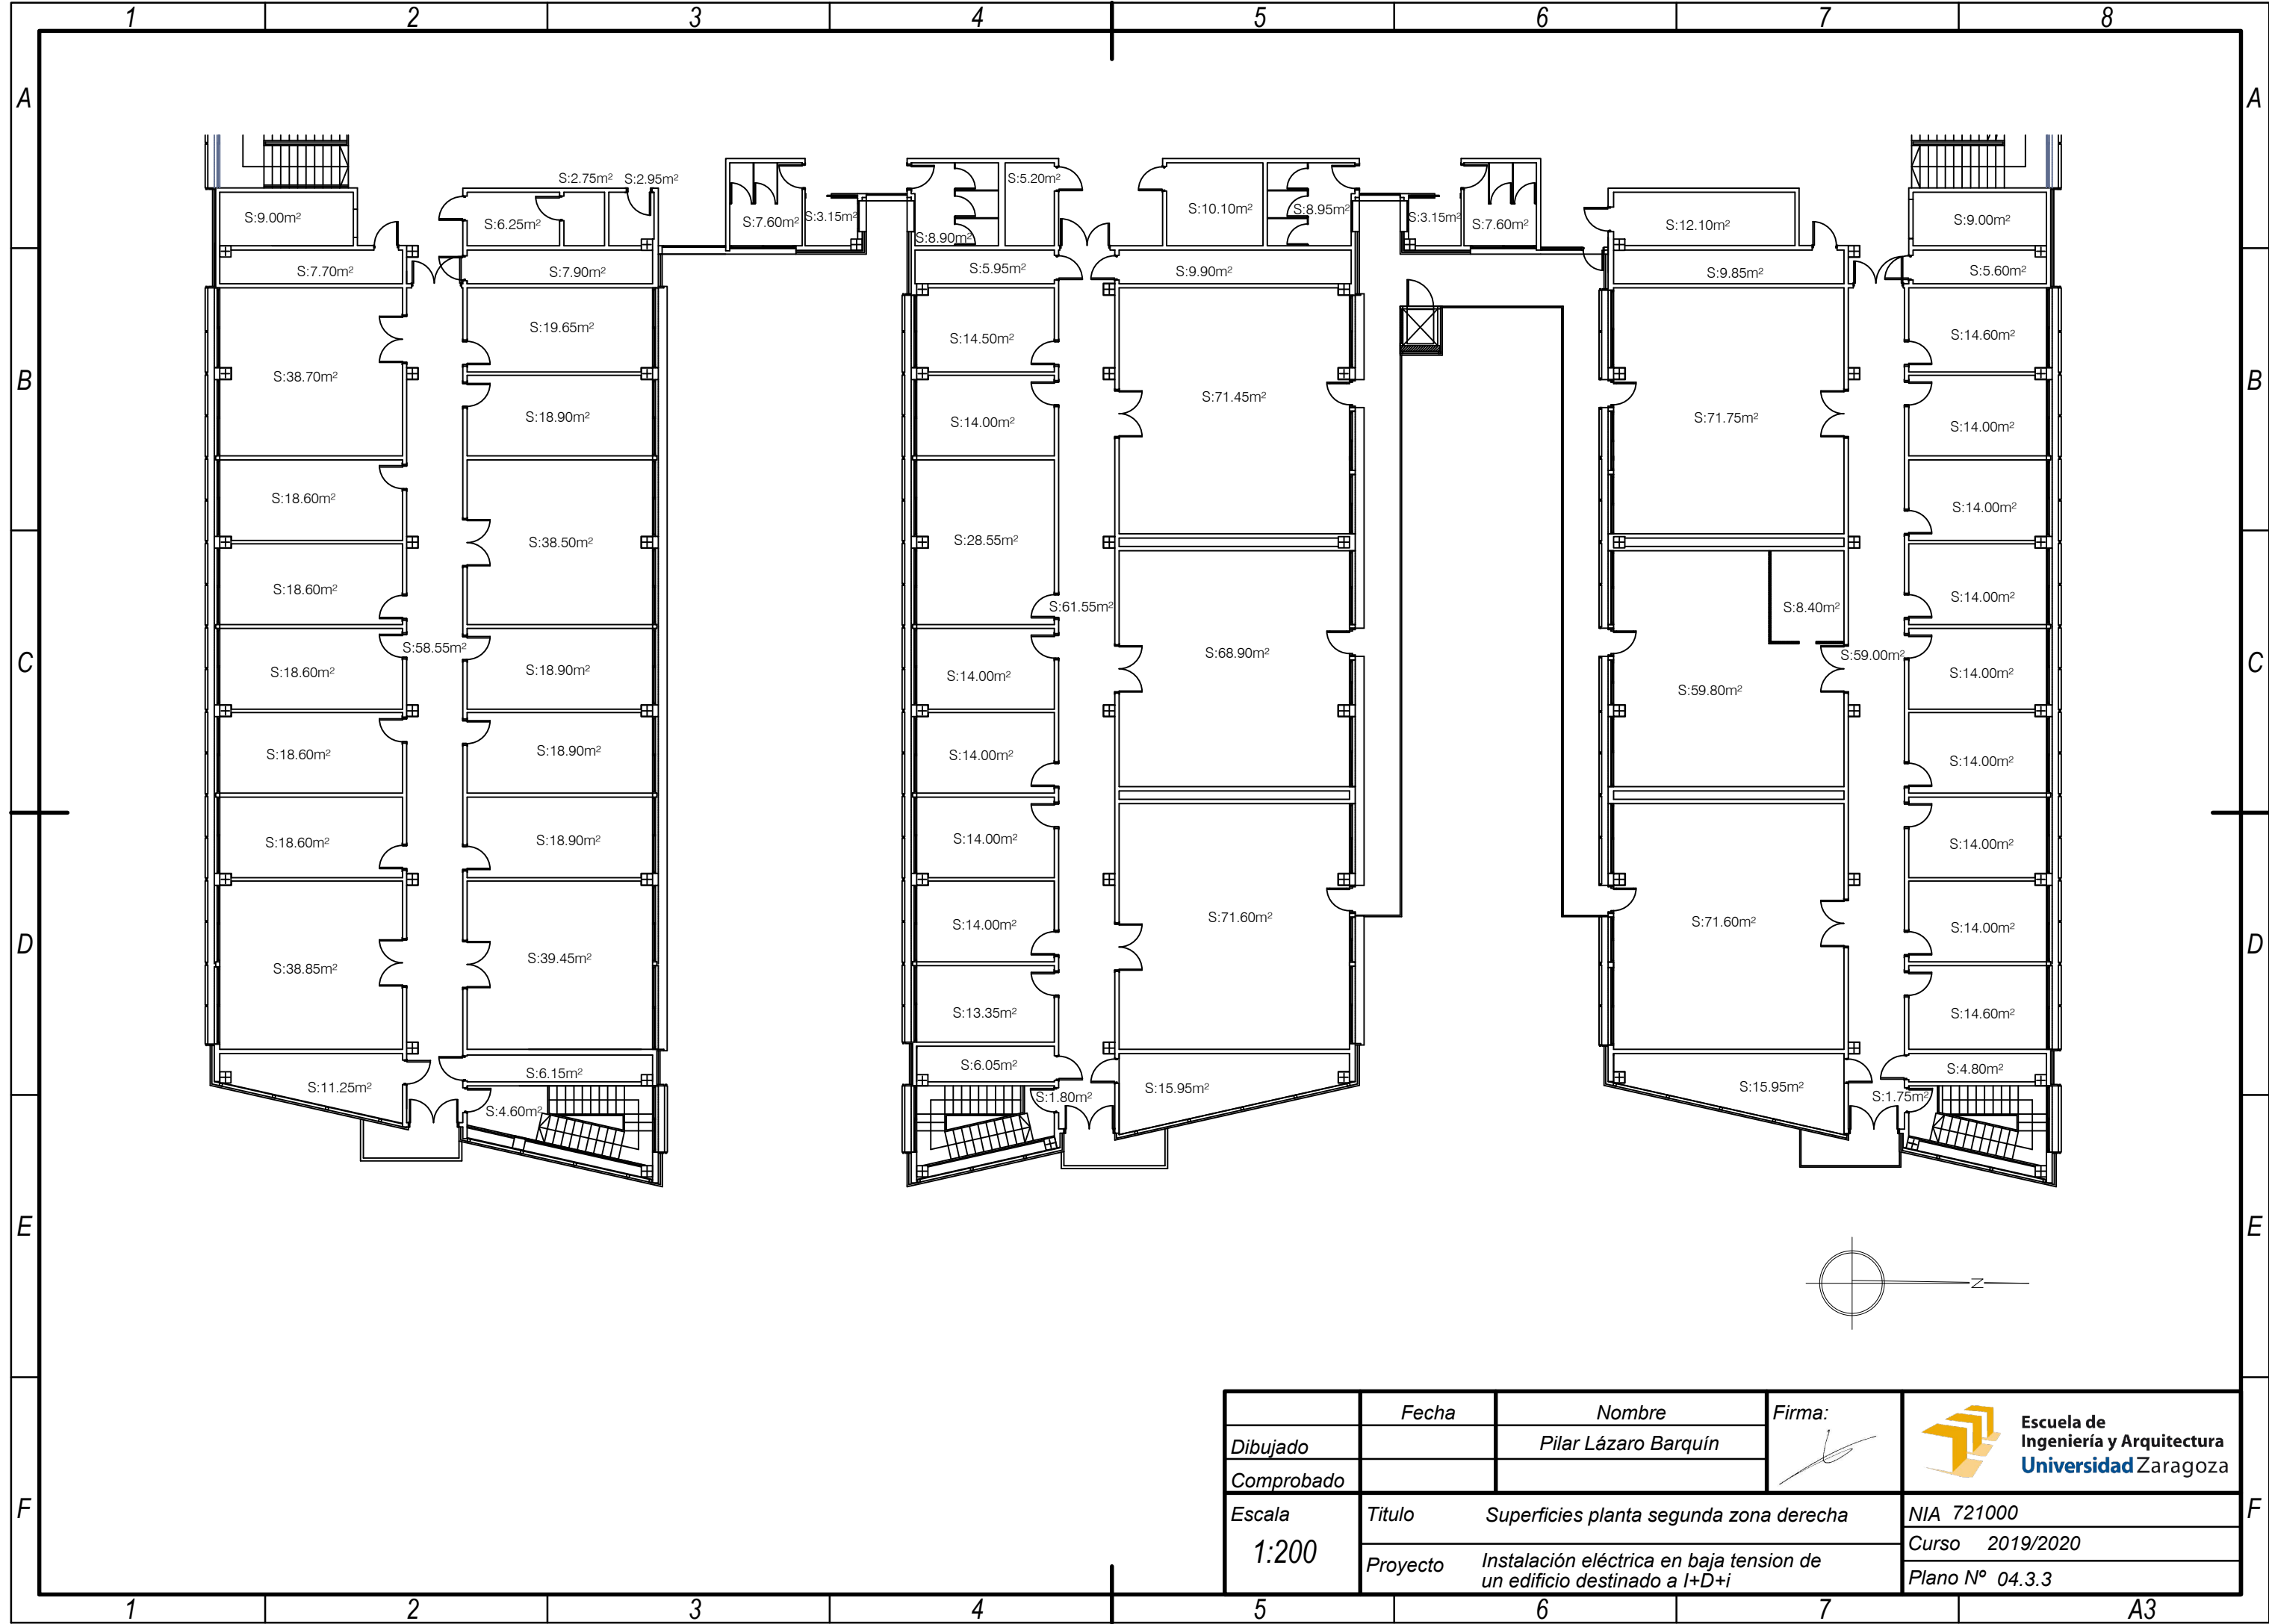 1 2 3 4 5 6 7 8
A A
S:2.75m² S:2.95m² S:5.20m²
S:9.00m² S:6.25m² S:7.60m² S:3.15m² S:8.90m² S:10.10m² S:8.95m² S:3.15m² S:7.60m² S:12.10m² S:9.00m²
S:7.70m² S:7.90m² S:5.95m² S:9.90m² S:9.85m² S:5.60m²
B B
S:38.70m² S:19.65m² S:14.50m² S:71.45m² S:71.75m² S:14.60m²
S:18.90m² S:14.00m² S:14.00m²
S:18.60m² S:38.50m² S:28.55m² S:14.00m²
S:18.60m² S:61.55m² S:8.40m² S:14.00m²
C C
S:18.60m² S:58.55m² S:18.90m² S:14.00m² S:68.90m² S:59.80m² S:59.00m² S:14.00m²
S:18.60m² S:18.90m² S:14.00m² S:14.00m²
S:18.60m² S:18.90m² S:14.00m² S:14.00m²
D D
S:38.85m² S:39.45m² S:14.00m² S:71.60m² S:71.60m² S:14.00m²
S:13.35m² S:14.60m²
S:11.25m² S:6.15m² S:6.05m² S:15.95m² S:15.95m² S:4.80m²
S:4.60m² S:1.80m² S:1.75m²
E E
N
Fecha Nombre Firma:
Dibujado Pilar Lázaro Barquín
Comprobado
Escuela de
Ingeniería y Arquitectura
Universidad Zaragoza
F F
Escala
1:200
Titulo Superficies planta segunda zona derecha
Proyecto Instalación eléctrica en baja tension de
un edificio destinado a I+D+i
NIA 721000
Curso 2019/2020
Plano Nº 04.3.3
1 2 3 4 5 6 7 A3